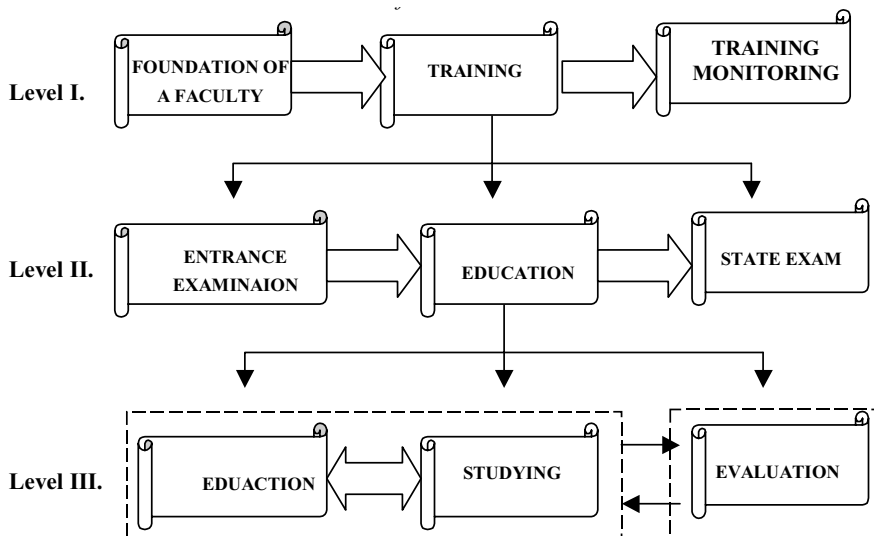 Level I.
FOUNDATION OF
A FACULTY
TRAINING
TRAINING
MONITORING
Level II.
ENTRANCE
EXAMINAION
EDUCATION
STATE EXAM
Level III.
EDUACTION
STUDYING
EVALUATION